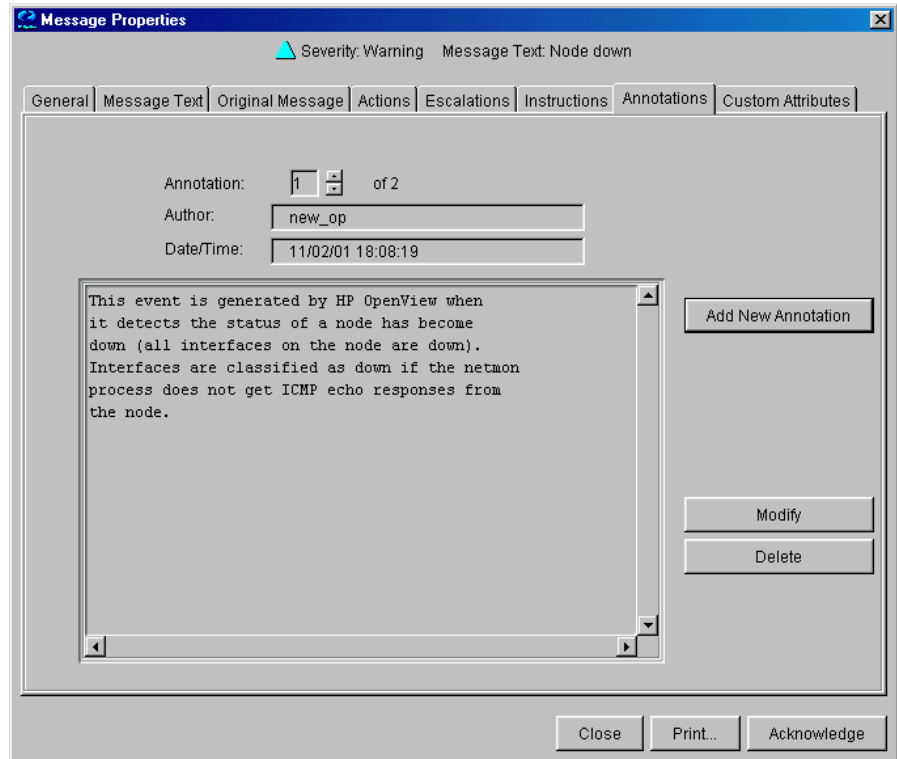 Message Properties
Severity: Warning Message Text: Node down
General Message Text Original Message Actions Escalations Instructions Annotations Custom Attributes
Annotation: 1 of 2
Author: new_op
Date/Time: 11/02/01 18:08:19
This event is generated by HP OpenView when
it detects the status of a node has become
down (all interfaces on the node are down).
Interfaces are classified as down if the netmon
process does not get ICMP echo responses from
the node.
Add New Annotation
Modify
Delete
Close Print... Acknowledge